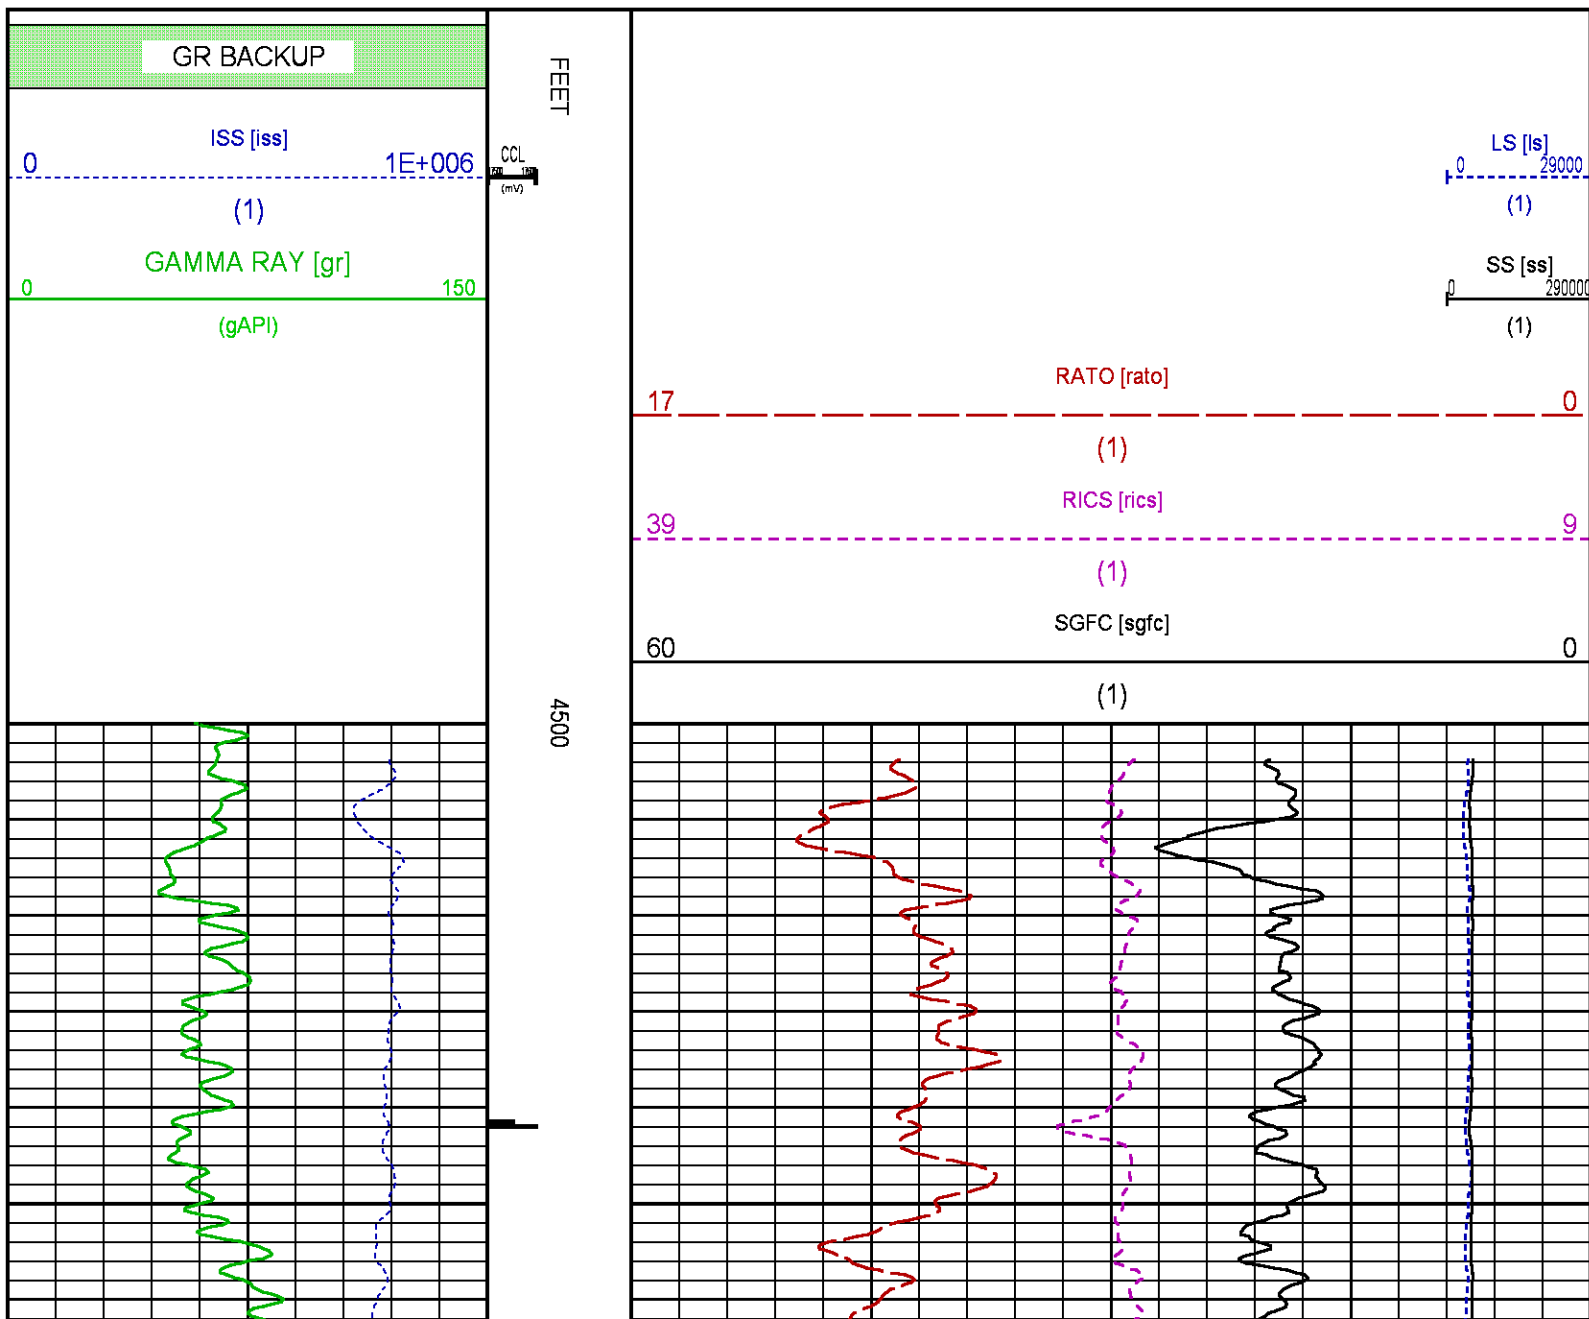 GR BACKUP
ISS [iss]
0 1E+006
(1)
GAMMA RAY [gr]
0 150
(gAPI)
FEET
CCL
(mV)
4500
LS [ls]
0 29000
(1)
SS [ss]
0 290000
(1)
RATO [rato]
17 0
(1)
RICS [rics]
39 9
(1)
SGFC [sgfc]
60 0
(1)